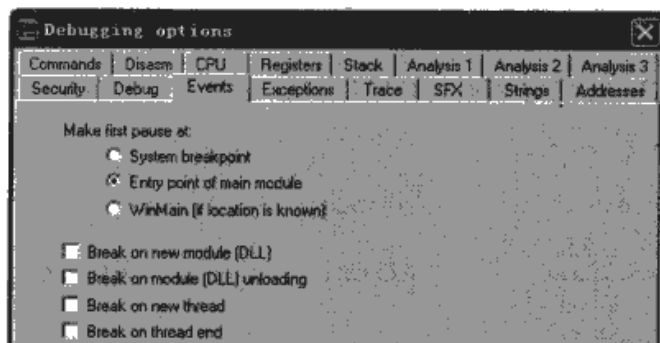 Debugging options
Commands Disasm CPU Registers Stack Analysis 1 Analysis 2 Analysis 3
Security Debug Events Exceptions Trace SFX Strings Addresses
Make first pause at:
System breakpoint
Entry point of main module
WinMain (if location is known)
Break on new module (DLL)
Break on module (DLL) unloading
Break on new thread
Break on thread end